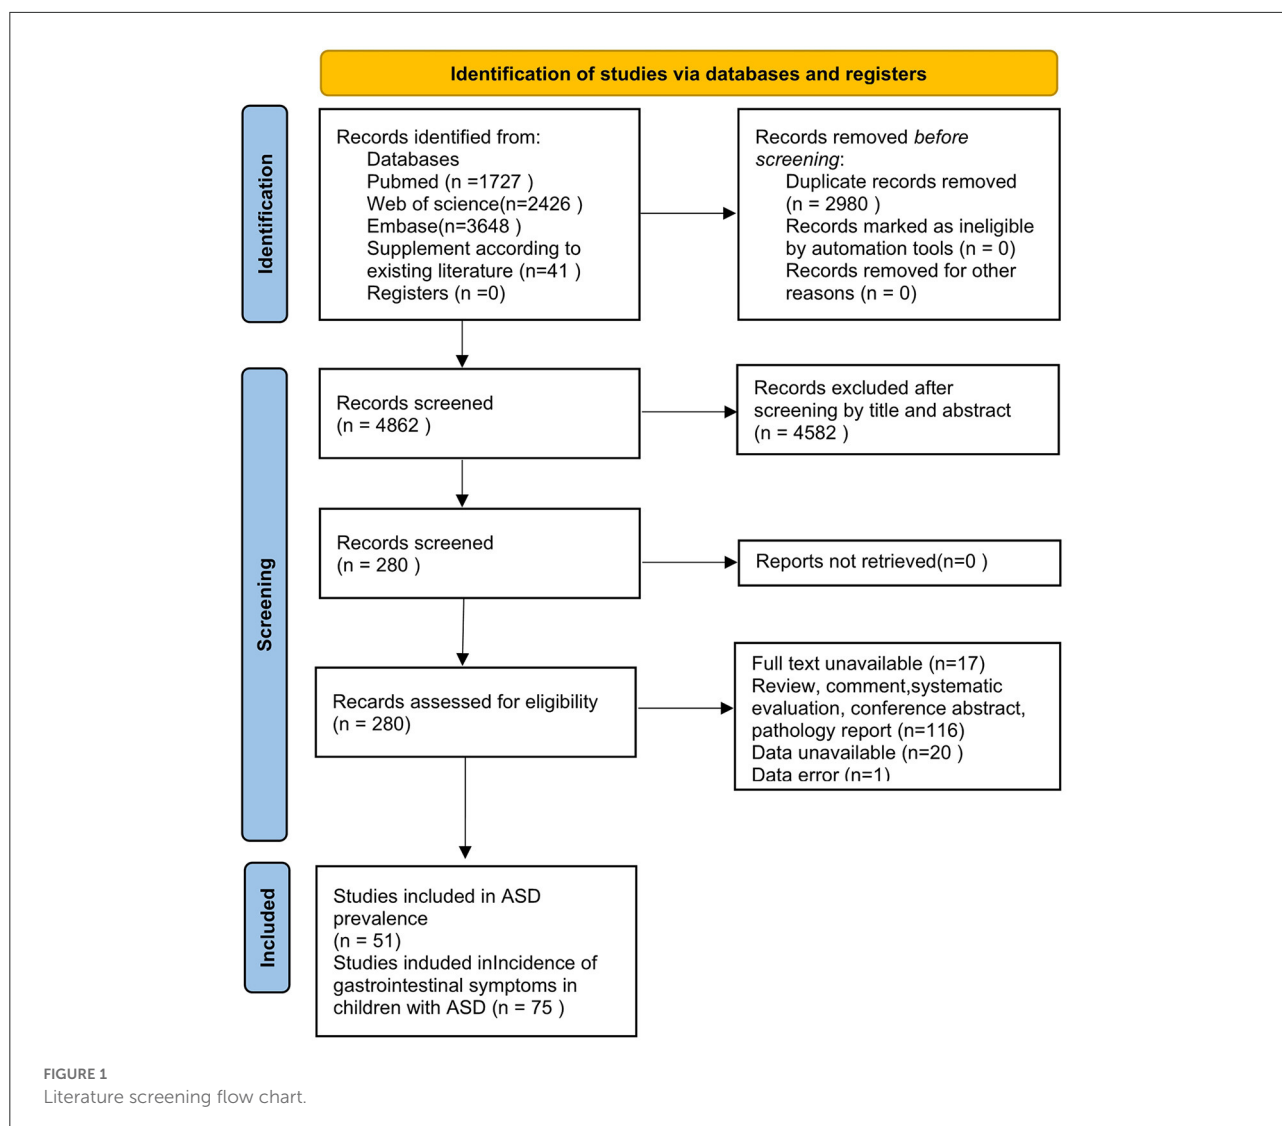 Identification of studies via databases and registers
Identification
Records identified from:
Databases
Pubmed (n =1727 )
Web of science(n=2426 )
Embase(n=3648 )
Supplement according to
existing literature (n=41 )
Registers (n =0)
Records removed before
screening:
Duplicate records removed
(n = 2980 )
Records marked as ineligible
by automation tools (n = 0)
Records removed for other
reasons (n = 0)
Screening
Records screened
(n = 4862 )
Records excluded after
screening by title and abstract
(n = 4582 )
Records screened
(n = 280 )
Reports not retrieved(n=0 )
Recards assessed for eligibility
(n = 280)
Full text unavailable (n=17)
Review, comment,systematic
evaluation, conference abstract,
pathology report (n=116)
Data unavailable (n=20 )
Data error (n=1)
Included
Studies included in ASD
prevalence
(n = 51)
Studies induded inIncidence of
gastrointestinal symptoms in
children with ASD (n = 75 )
FIGURE 1
Literature screening flow chart.